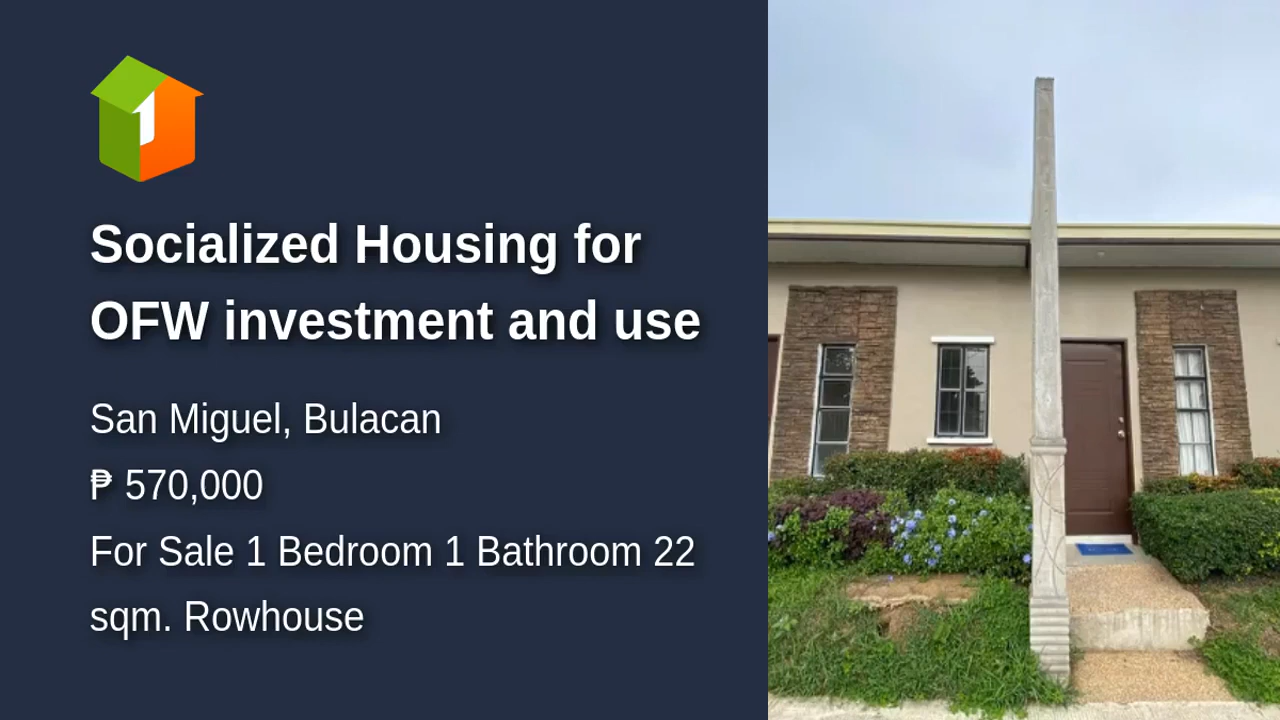 Socialized Housing for
OFW investment and use
San Miguel, Bulacan
₱ 570,000
For Sale 1 Bedroom 1 Bathroom 22
sqm. Rowhouse